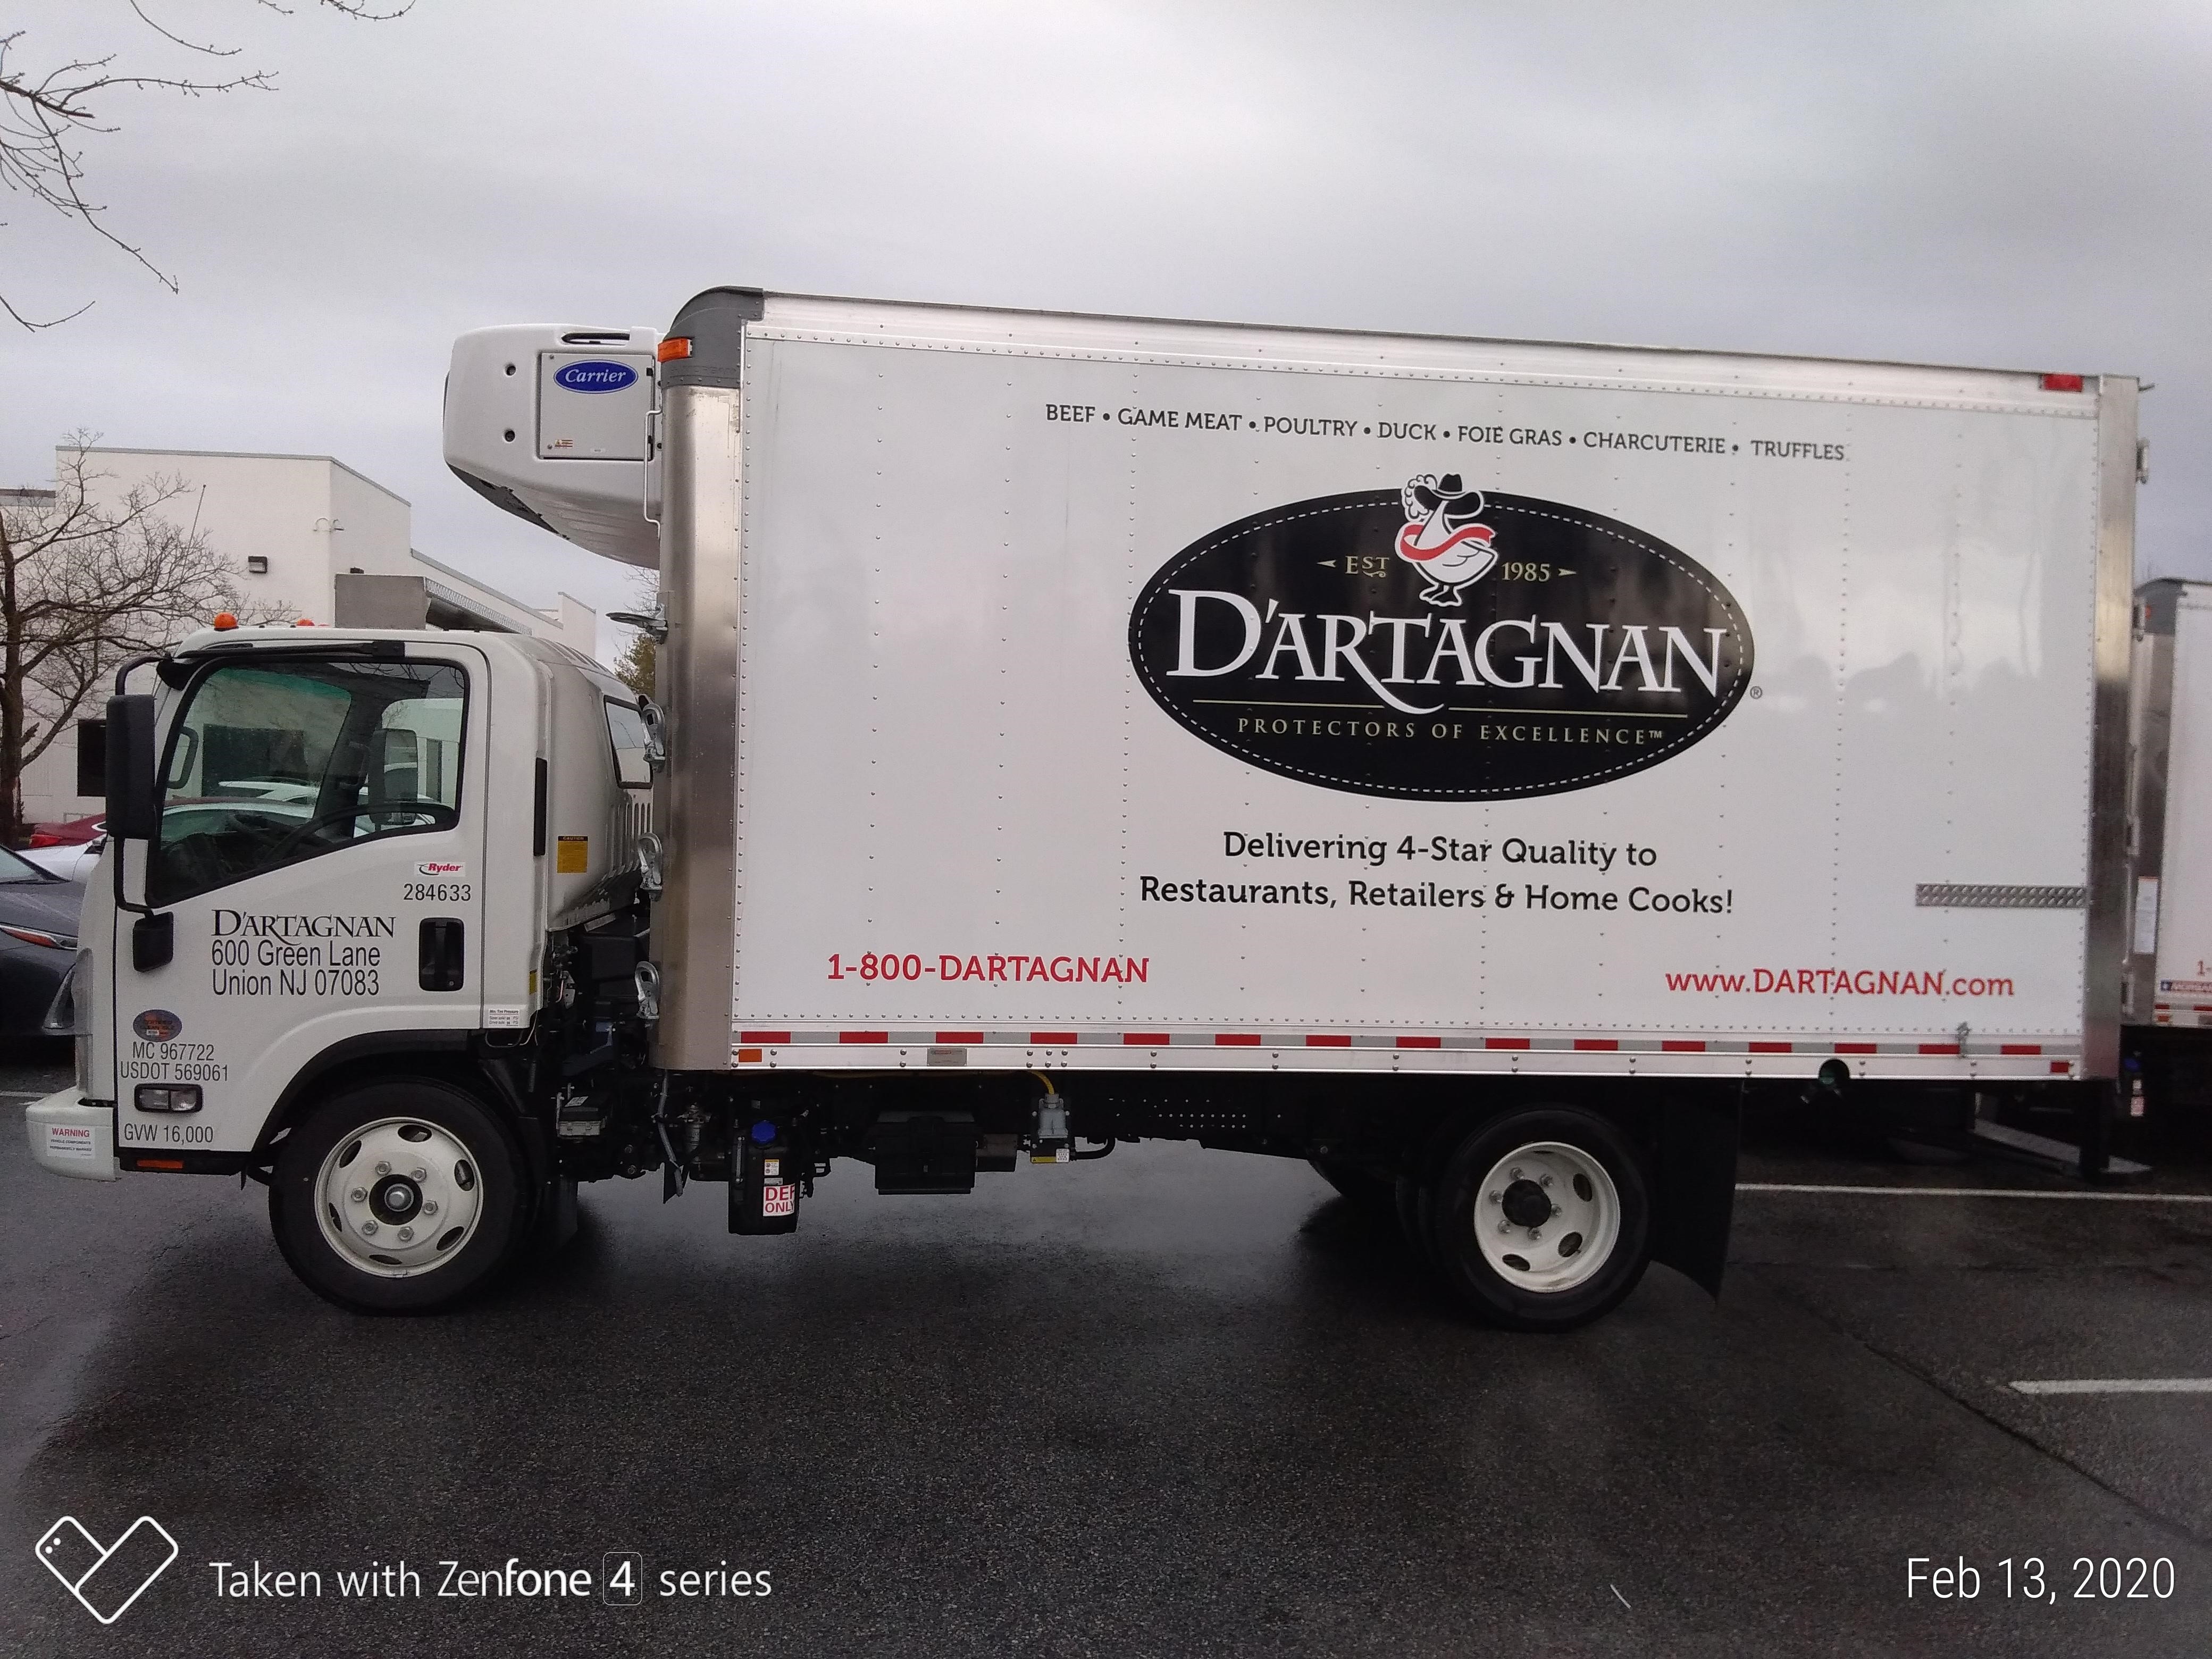 Carrier
BEEF • GAME MEAT • POULTRY • DUCK • FOIE GRAS • CHARCUTERIE • TRUFFLES
EST 1985
D'ARTAGNAN
®
PROTECTORS OF EXCELLENCE™
Delivering 4-Star Quality to
Restaurants, Retailers & Home Cooks!
1-800-DARTAGNAN
www.DARTAGNAN.com
CAUTION
Ryder
284633
D'ARTAGNAN
600 Green Lane
Union NJ 07083
MC 967722
USDOT 569061
GVW 16,000
WARNING
DEF
ONLY
Taken with Zenfone 4 series
Feb 13, 2020